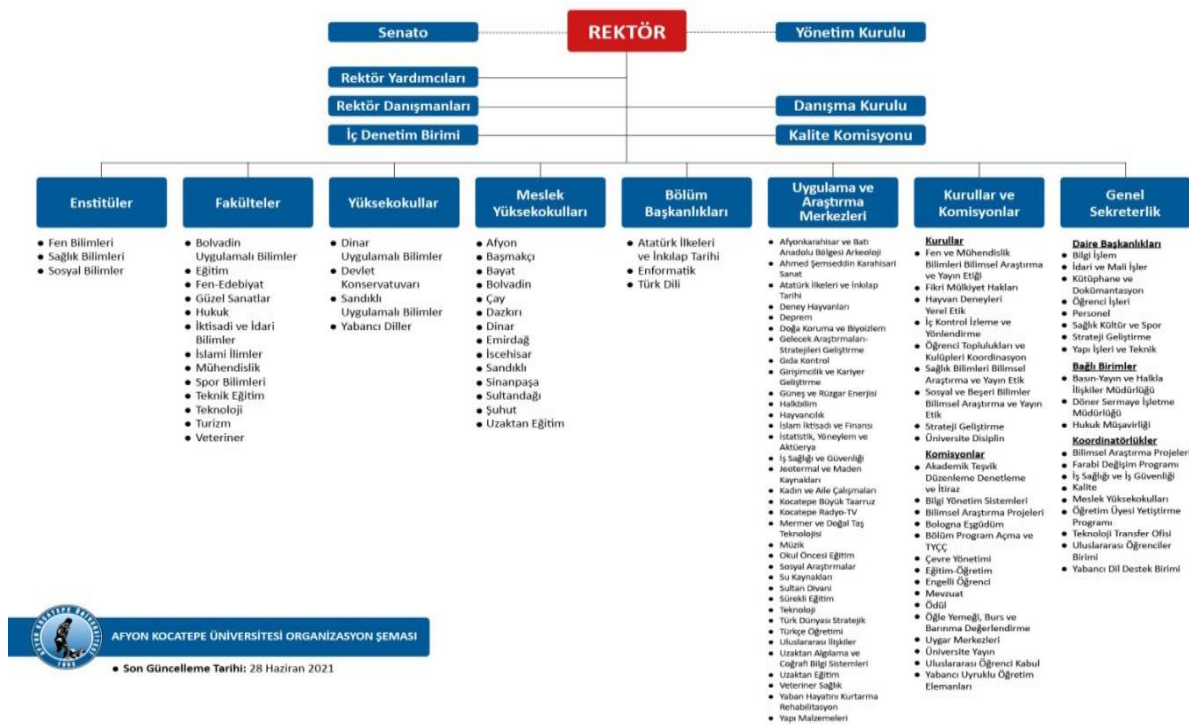 Senato
REKTÖR
Yönetim Kurulu
Rektör Yardımcıları
Rektör Danışmanları
Danışma Kurulu
İç Denetim Birimi
Kalite Komisyonu
Enstitüler
• Fen Bilimleri
• Sağlık Bilimleri
• Sosyal Bilimler
Fakülteler
• Bolvadin
Uygulamalı Bilimler
• Eğitim
• Fen-Edebiyat
• Güzel Sanatlar
• Hukuk
• İktisadi ve İdari
Bilimler
• İslami İlimler
• Mühendislik
• Spor Bilimleri
• Teknik Eğitim
• Teknoloji
• Turizm
• Veteriner
Yüksekokullar
• Dinar
Uygulamalı Bilimler
• Devlet
Konservatuvarı
• Sandıklı
Uygulamalı Bilimler
• Yabancı Diller
Meslek
Yüksekokulları
• Afyon
• Başmakçı
• Bayat
• Bolvadin
• Çay
• Dazkırı
• Dinar
• Emirdağ
• İscehisar
• Sandıklı
• Sinanpaşa
• Sultandağı
• Şuhut
• Uzaktan Eğitim
Bölüm
Başkanlıkları
• Atatürk İlkeleri
ve İnkılap Tarihi
• Enformatik
• Türk Dili
Uygulama ve
Araştırma
Merkezleri
• Afyonkarahisar ve Batı
Anadolu Bölgesi Arkeoloji
• Ahmed Şemseddin Karahisari
Sanat
• Atatürk İlkeleri ve İnkılap
Tarihi
• Deney Hayvanları
• Deprem
• Doğa Koruma ve Biyoizlem
• Gelecek Araştırmaları-
Stratejileri Geliştirme
• Gıda Kontrol
• Girişimcilik ve Kariyer
Geliştirme
• Güneş ve Rüzgar Enerjisi
• Halkbilim
• Hayvancılık
• İslam İktisadı ve Finansı
• İstatistik, Yöneylem ve
Aktüerya
• İş Sağlığı ve Güvenliği
• Jeotermal ve Maden
Kaynakları
• Kadın ve Aile Çalışmaları
• Kocatepe Büyük Taarruz
• Kocatepe Radyo-TV
• Mermer ve Doğal Taş
Teknolojisi
• Müzik
• Okul Öncesi Eğitim
• Sosyal Araştırmalar
• Su Kaynakları
• Sultan Divani
• Sürekli Eğitim
• Teknoloji
• Türk Dünyası Stratejik
• Türkçe Öğretimi
• Uluslararası İlişkiler
• Uzaktan Algılama ve
Coğrafi Bilgi Sistemleri
• Uzaktan Eğitim
• Veteriner Sağlık
• Yaban Hayatını Kurtarma
Rehabilitasyon
• Yapı Malzemeleri
Kurullar ve
Komisyonlar
Kurullar
• Fen ve Mühendislik
Bilimleri Bilimsel Araştırma
ve Yayın Etiği
• Fikri Mülkiyet Hakları
• Hayvan Deneyleri
Yerel Etik
• İç Kontrol İzleme ve
Yönlendirme
• Öğrenci Toplulukları ve
Kulüpleri Koordinasyon
• Sağlık Bilimleri Bilimsel
Araştırma ve Yayın Etik
• Sosyal ve Beşeri Bilimler
Bilimsel Araştırma ve Yayın
Etik
• Strateji Geliştirme
• Üniversite Disiplin
Komisyonlar
• Akademik Teşvik
Düzenleme Denetleme
ve İtiraz
• Bilgi Yönetim Sistemleri
• Bilimsel Araştırma Projeleri
• Bologna Eşgüdüm
• Bölüm Program Açma ve
TYÇÇ
• Çevre Yönetimi
• Eğitim-Öğretim
• Engelli Öğrenci
• Mevzuat
• Ödül
• Öğle Yemeği, Burs ve
Barınma Değerlendirme
• Uygar Merkezleri
• Üniversite Yayın
• Uluslararası Öğrenci Kabul
• Yabancı Uyruklu Öğretim
Elemanları
Genel
Sekreterlik
Daire Başkanlıkları
• Bilgi İşlem
• İdari ve Mali İşler
• Kütüphane ve
Dokümantasyon
• Öğrenci İşleri
• Personel
• Sağlık Kültür ve Spor
• Strateji Geliştirme
• Yapı İşleri ve Teknik
Bağlı Birimler
• Basın-Yayın ve Halkla
İlişkiler Müdürlüğü
• Döner Sermaye İşletme
Müdürlüğü
• Hukuk Müşavirliği
Koordinatörlükler
• Bilimsel Araştırma Projeleri
• Farabi Değişim Programı
• İş Sağlığı ve İş Güvenliği
• Kalite
• Meslek Yüksekokulları
• Öğretim Üyesi Yetiştirme
Programı
• Teknoloji Transfer Ofisi
• Uluslararası Öğrenciler
Birimi
• Yabancı Dil Destek Birimi
AFYON KOCATEPE ÜNİVERSİTESİ
1992
AFYON KOCATEPE ÜNİVERSİTESİ ORGANİZASYON ŞEMASI
• Son Güncelleme Tarihi: 28 Haziran 2021